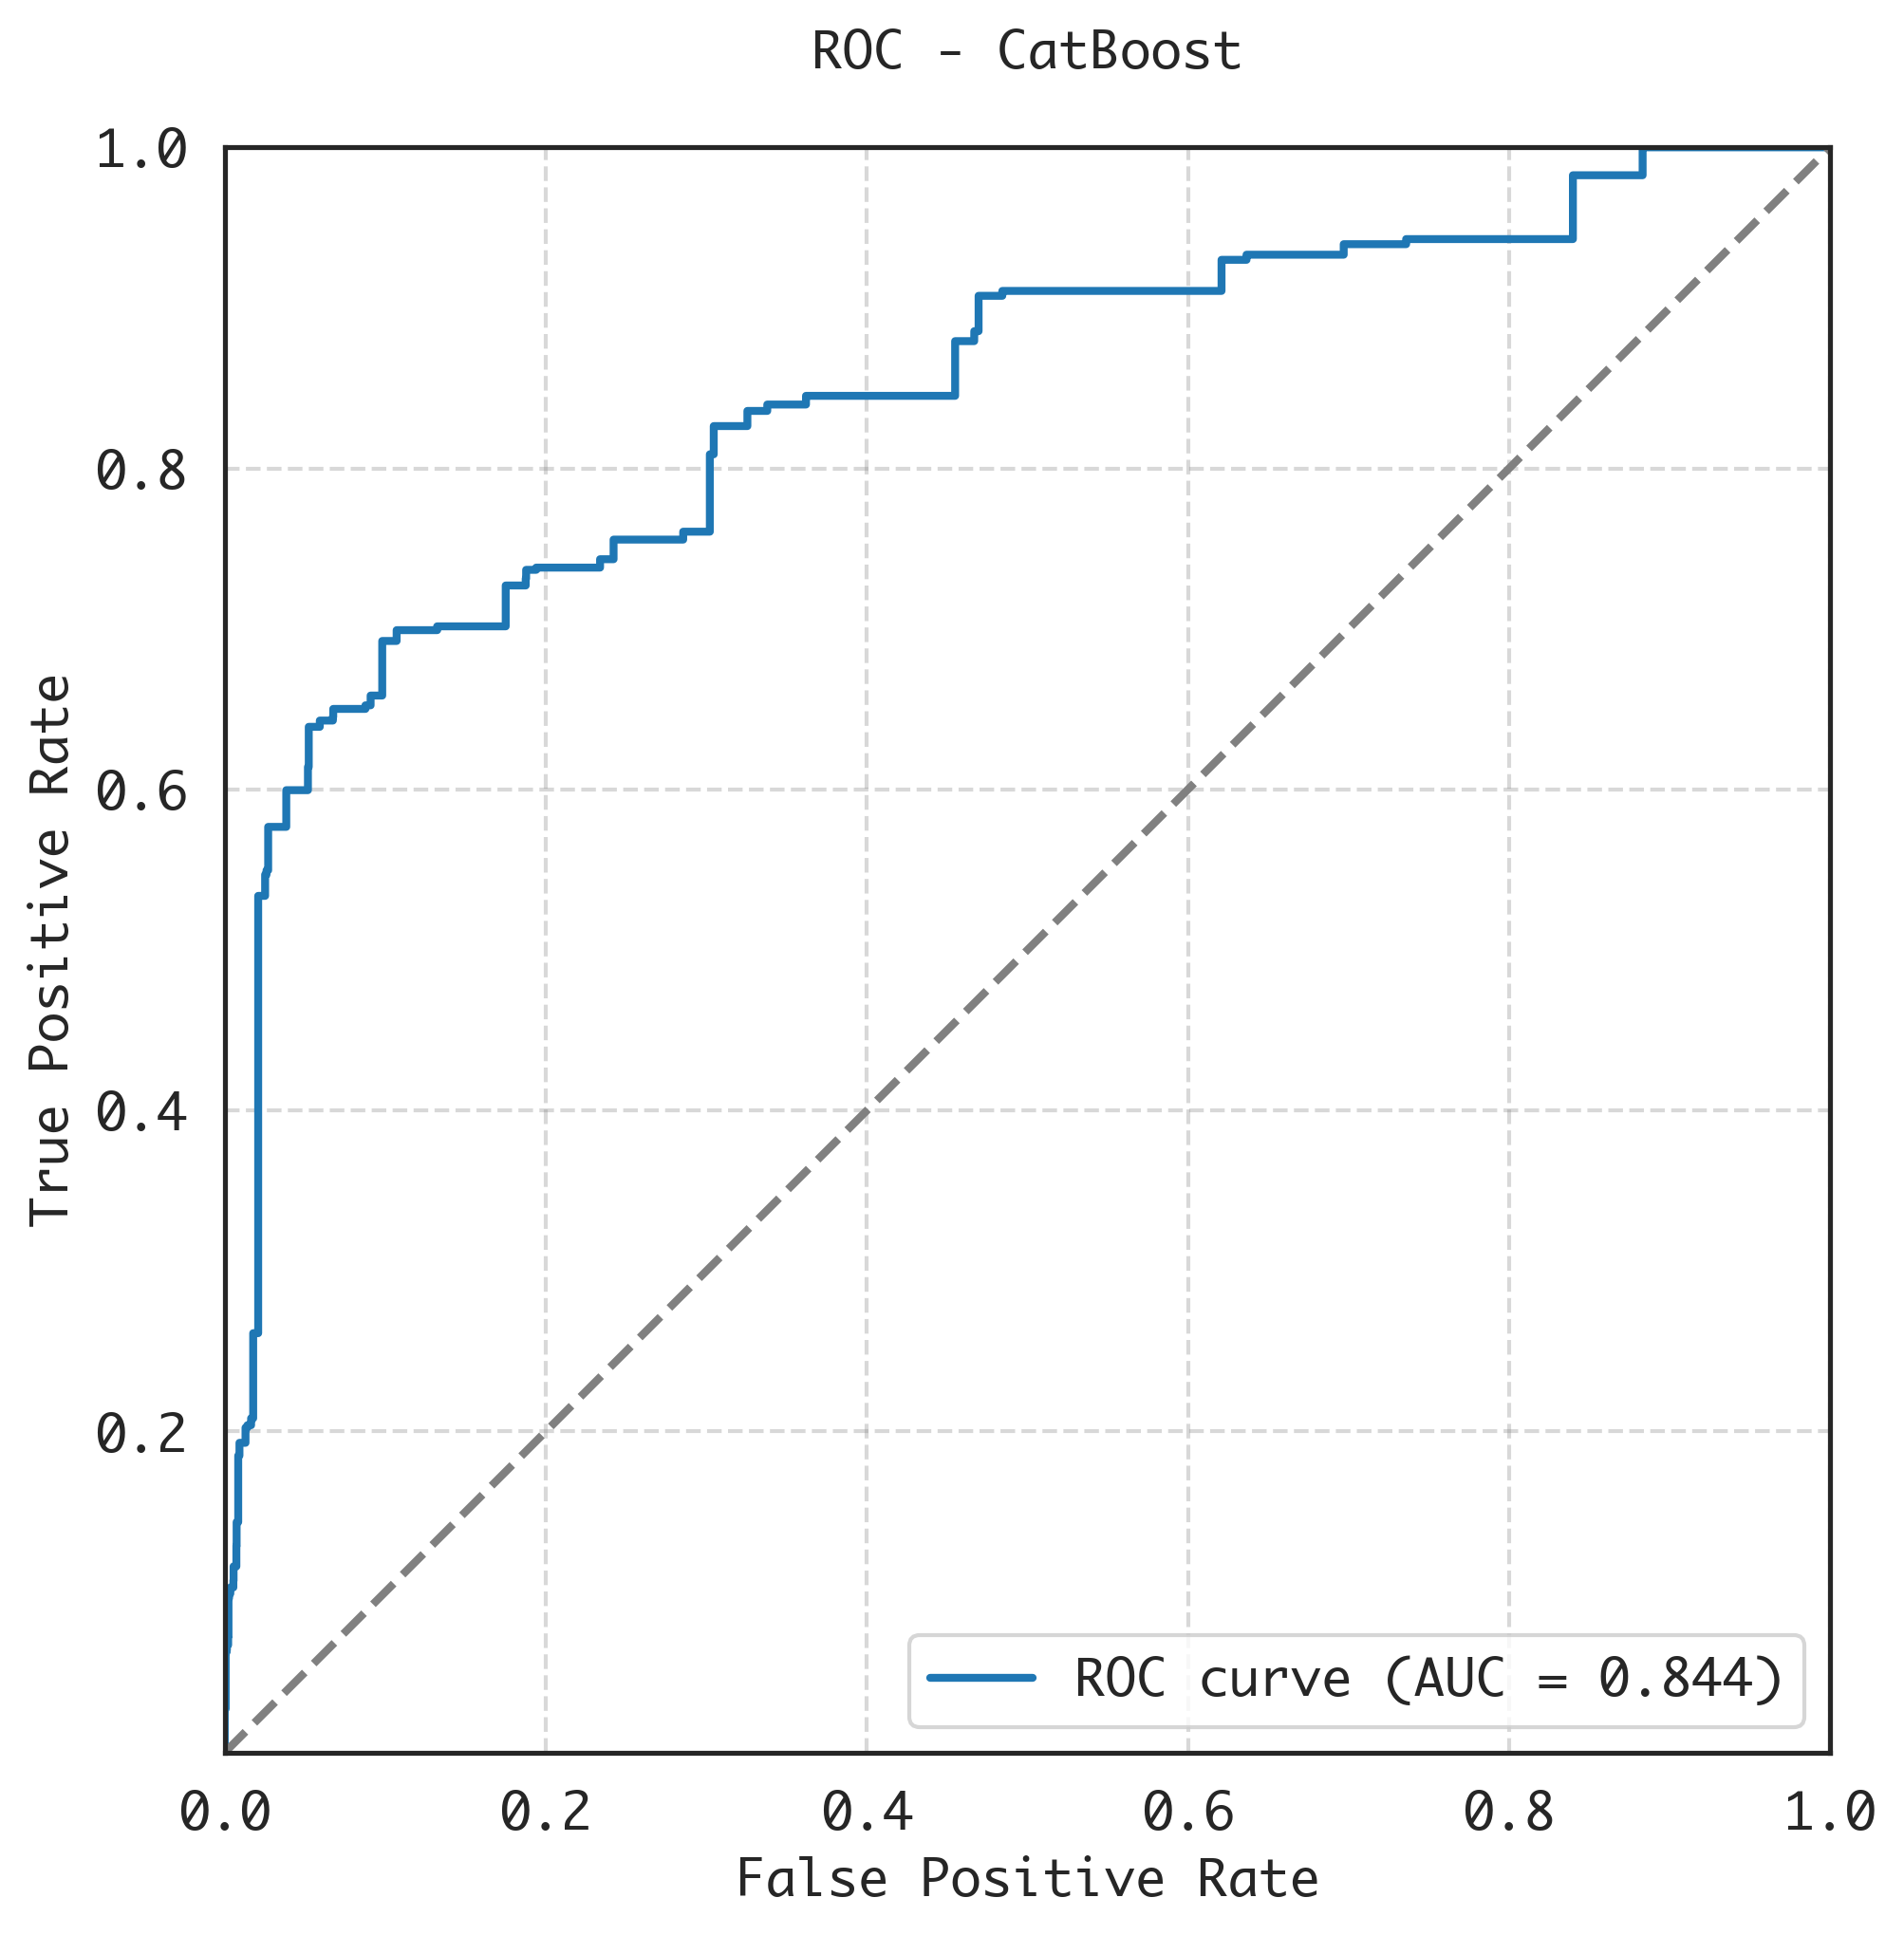 ROC - CatBoost
1.0
0.8
0.6
0.4
0.2
True Positive Rate
ROC curve (AUC = 0.844)
0.0 0.2 0.4 0.6 0.8 1.0
False Positive Rate